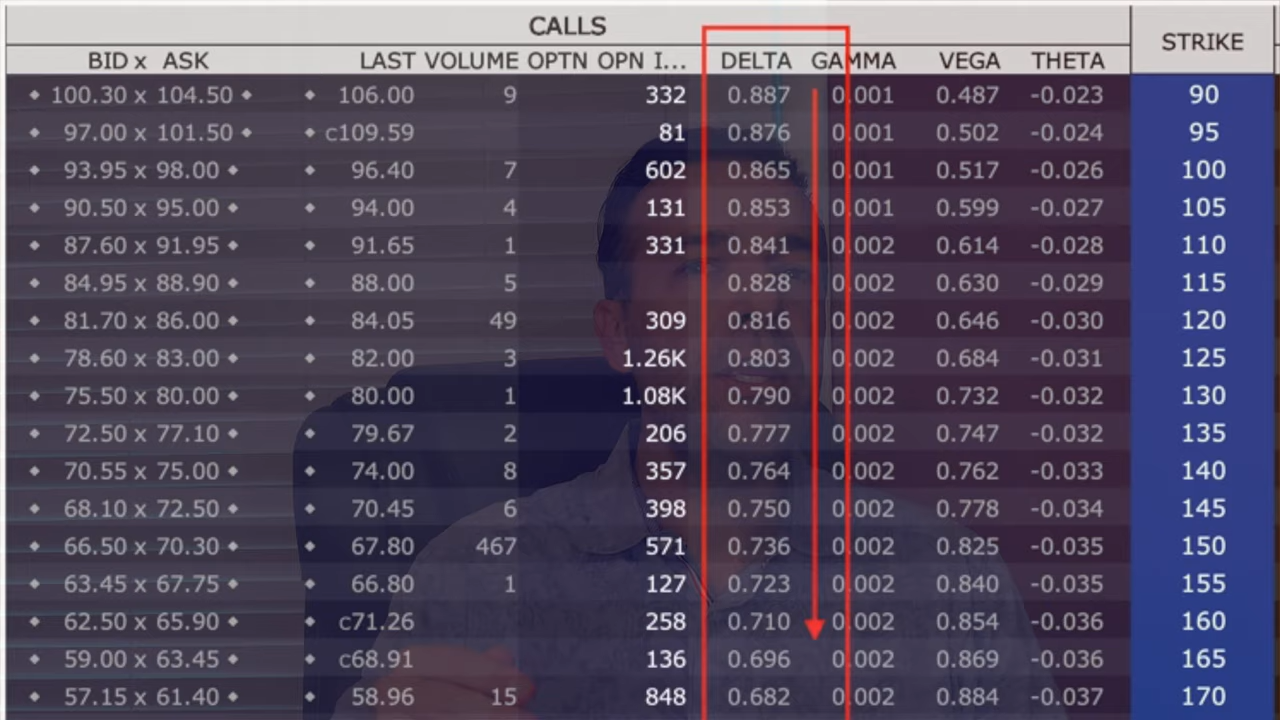 CALLS
BID x ASK LAST VOLUME OPTN OPN I... DELTA GAMMA VEGA THETA STRIKE
100.30 x 104.50 106.00 9 332 0.887 0.001 0.487 -0.023 90
97.00 x 101.50 c109.59 81 0.876 0.001 0.502 -0.024 95
93.95 x 98.00 96.40 7 602 0.865 0.001 0.517 -0.026 100
90.50 x 95.00 94.00 4 131 0.853 0.001 0.599 -0.027 105
87.60 x 91.95 91.65 1 331 0.841 0.002 0.614 -0.028 110
84.95 x 88.90 88.00 5 0.828 0.002 0.630 -0.029 115
81.70 x 86.00 84.05 49 309 0.816 0.002 0.646 -0.030 120
78.60 x 83.00 82.00 3 1.26K 0.803 0.002 0.684 -0.031 125
75.50 x 80.00 80.00 1 1.08K 0.790 0.002 0.732 -0.032 130
72.50 x 77.10 79.67 2 206 0.777 0.002 0.747 -0.032 135
70.55 x 75.00 74.00 8 357 0.764 0.002 0.762 -0.033 140
68.10 x 72.50 70.45 6 398 0.750 0.002 0.778 -0.034 145
66.50 x 70.30 67.80 467 571 0.736 0.002 0.825 -0.035 150
63.45 x 67.75 66.80 1 127 0.723 0.002 0.840 -0.035 155
62.50 x 65.90 c71.26 258 0.710 0.002 0.854 -0.036 160
59.00 x 63.45 c68.91 136 0.696 0.002 0.869 -0.036 165
57.15 x 61.40 58.96 15 848 0.682 0.002 0.884 -0.037 170